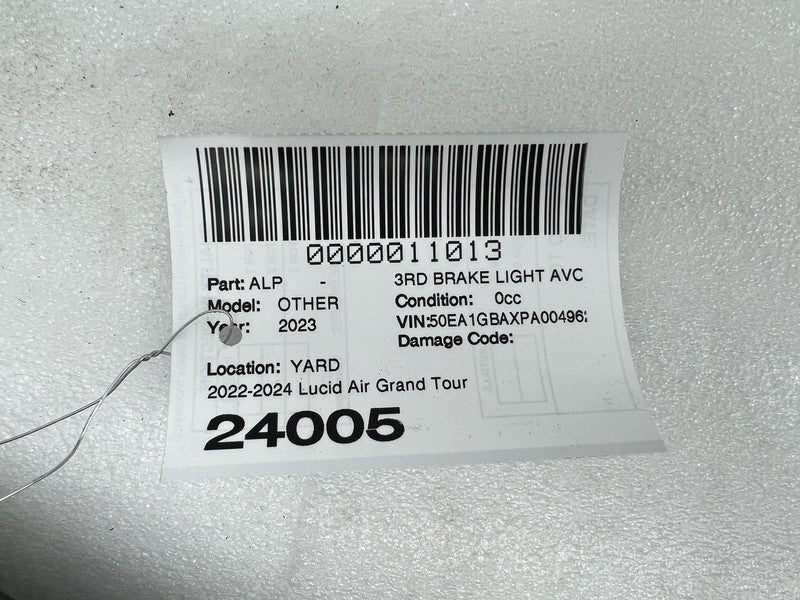 0000011013
Part: ALP - 3RD BRAKE LIGHT AVC
Model: OTHER Condition: 0cc
Year: 2023 VIN:50EA1GBAXPA00496
Damage Code:
Location: YARD
2022-2024 Lucid Air Grand Tour
24005